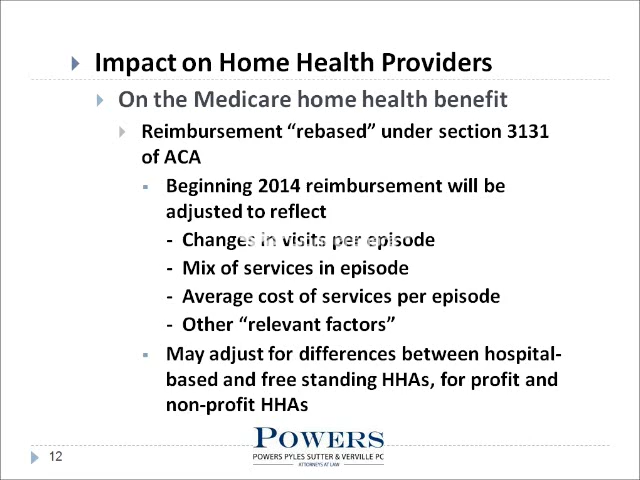 Impact on Home Health Providers
On the Medicare home health benefit
Reimbursement “rebased” under section 3131
of ACA
Beginning 2014 reimbursement will be
adjusted to reflect
- Changes in visits per episode
- Mix of services in episode
- Average cost of services per episode
- Other “relevant factors”
May adjust for differences between hospital-
based and free standing HHAs, for profit and
non-profit HHAs
POWERS
POWERS PYLES SUTTER & VERVILLE PC
ATTORNEYS AT LAW
12